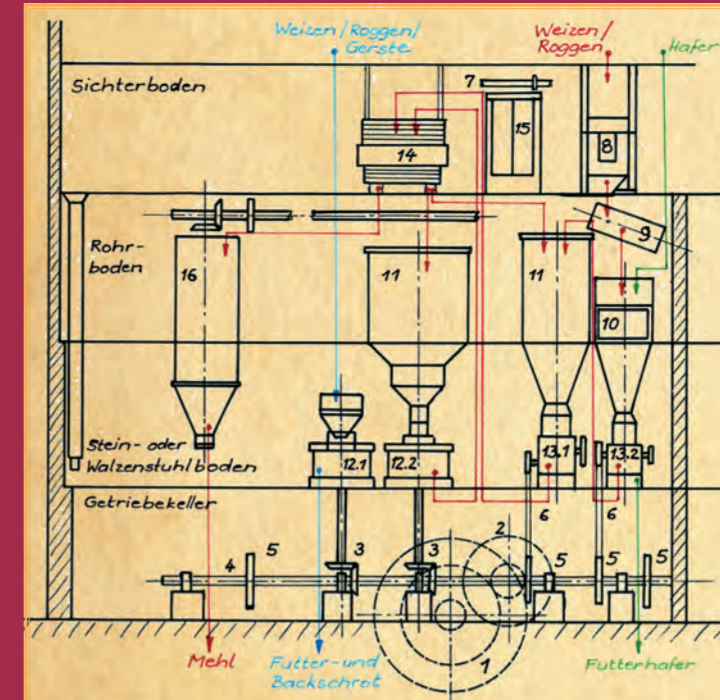 Weizen/Roggen/
Gerste
Weizen/
Roggen
Hafer
Sichterboden
7
15
8
14
9
Rohr-
boden
16
11
11
10
Stein- oder
Walzenstuhlboden
12.1
12.2
13.1
13.2
Getriebekeller
6
6
2
4
5
3
3
5
5
5
1
Mehl
Futter- und
Backschrot
Futterhafer